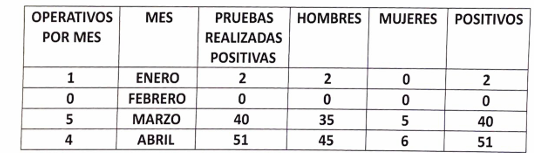 OPERATIVOS POR MES | MES | PRUEBAS REALIZADAS POSITIVAS | HOMBRES | MUJERES | POSITIVOS
1 | ENERO | 2 | 2 | 0 | 2
0 | FEBRERO | 0 | 0 | 0 | 0
5 | MARZO | 40 | 35 | 5 | 40
4 | ABRIL | 51 | 45 | 6 | 51